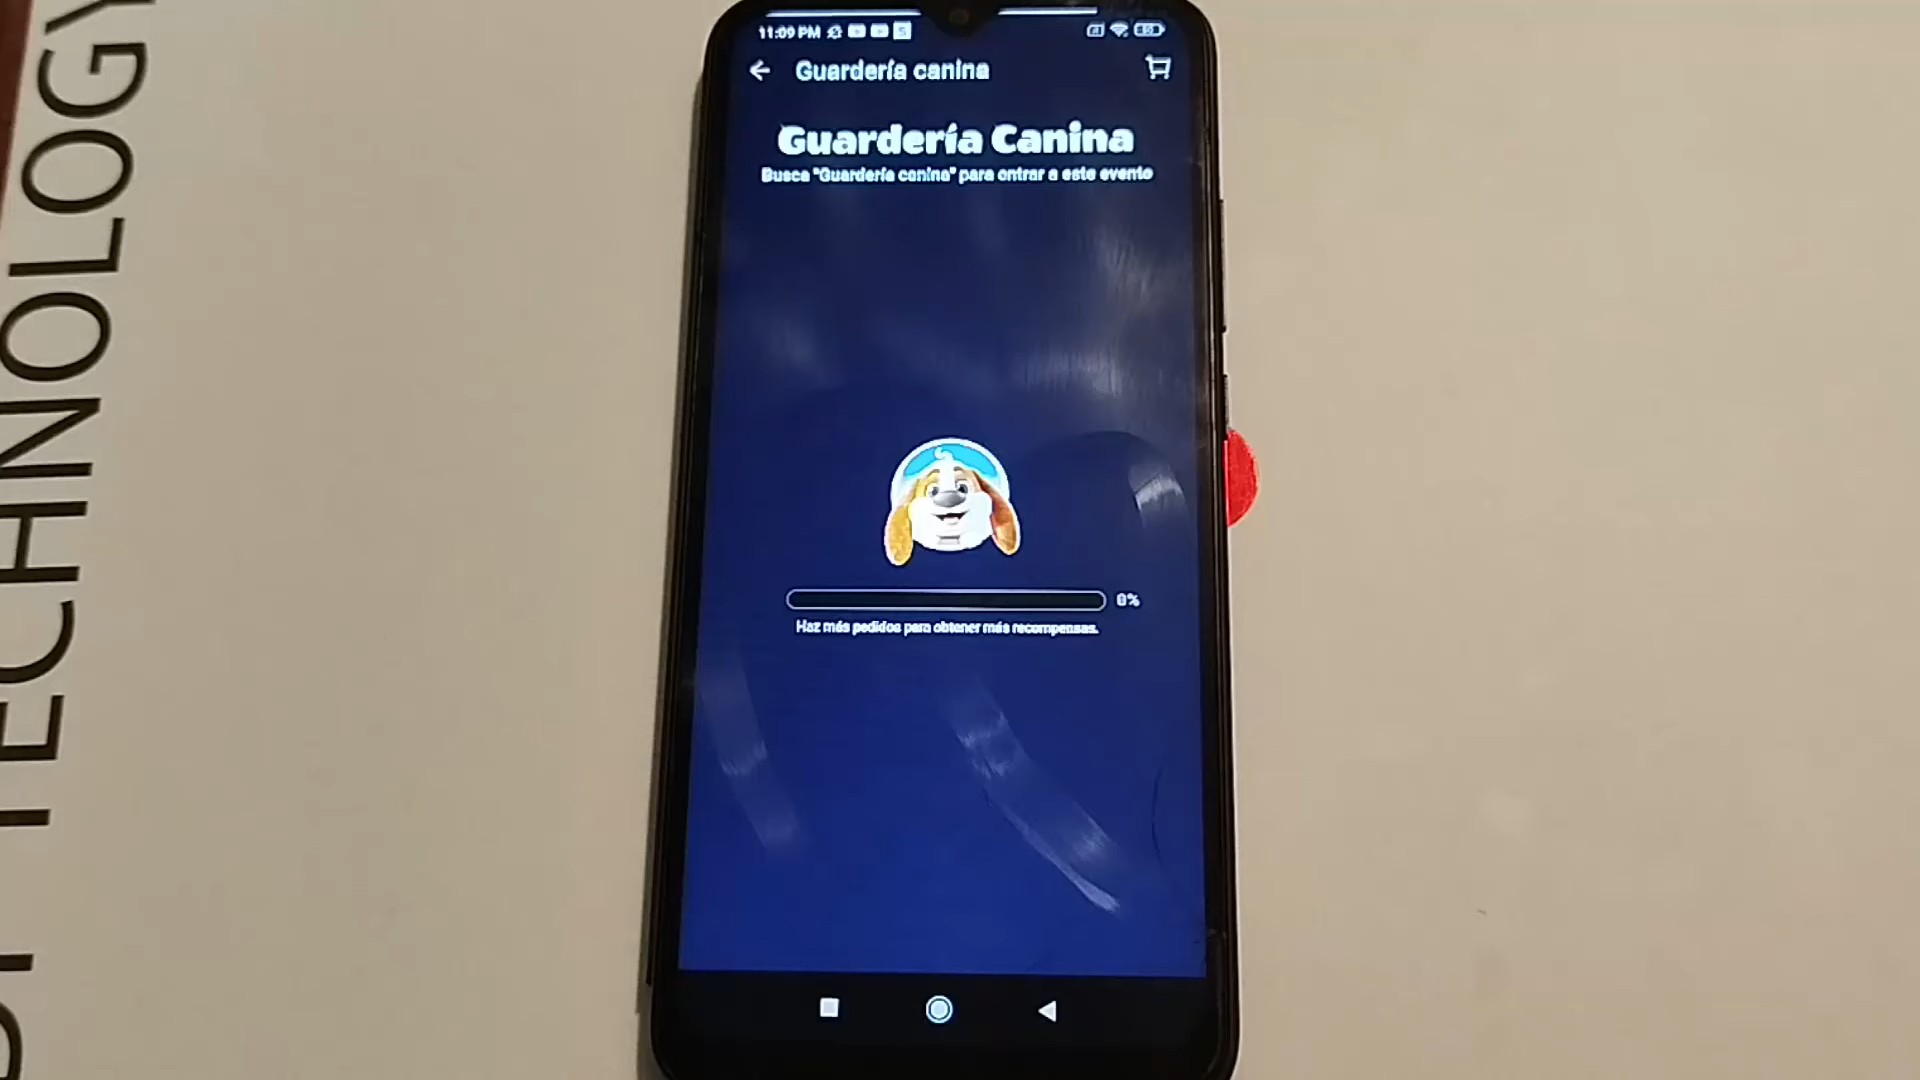 11:09 PM
Guardería canina
Guardería Canina
Busca "Guardería canina" para entrar a este evento
0%
Haz más pedidos para obtener más recompensas.
TECHNOLOGY